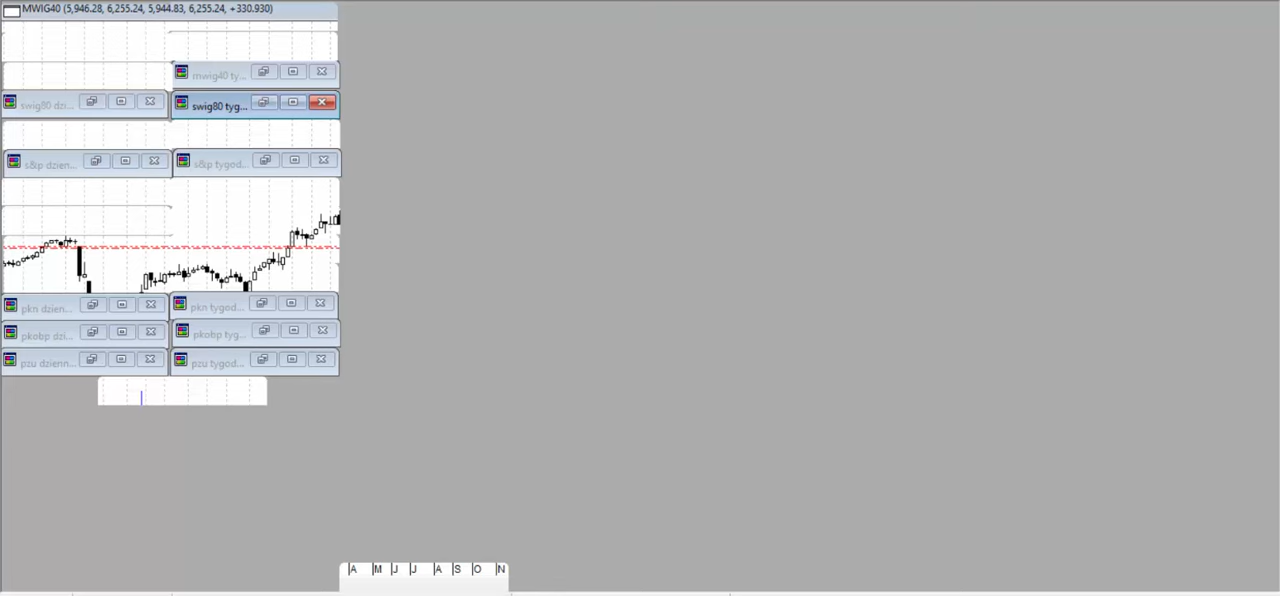 MWIG40 (5,946.28, 6,255.24, 5,944.83, 6,255.24, +330.930)
mwig40 ty...
swig80 dzi... swig80 tyg...
s&p dzien... s&p tygod...
pkn dzien... pkn tygod...
pkobp dzi... pkobp tyg...
pzu dzienn... pzu tygod...
A M J J A S O N